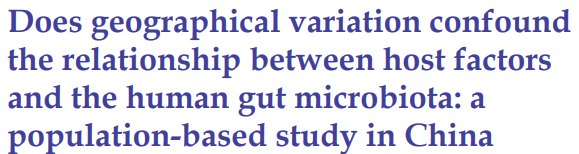 Does geographical variation confound
the relationship between host factors
and the human gut microbiota: a
population-based study in China